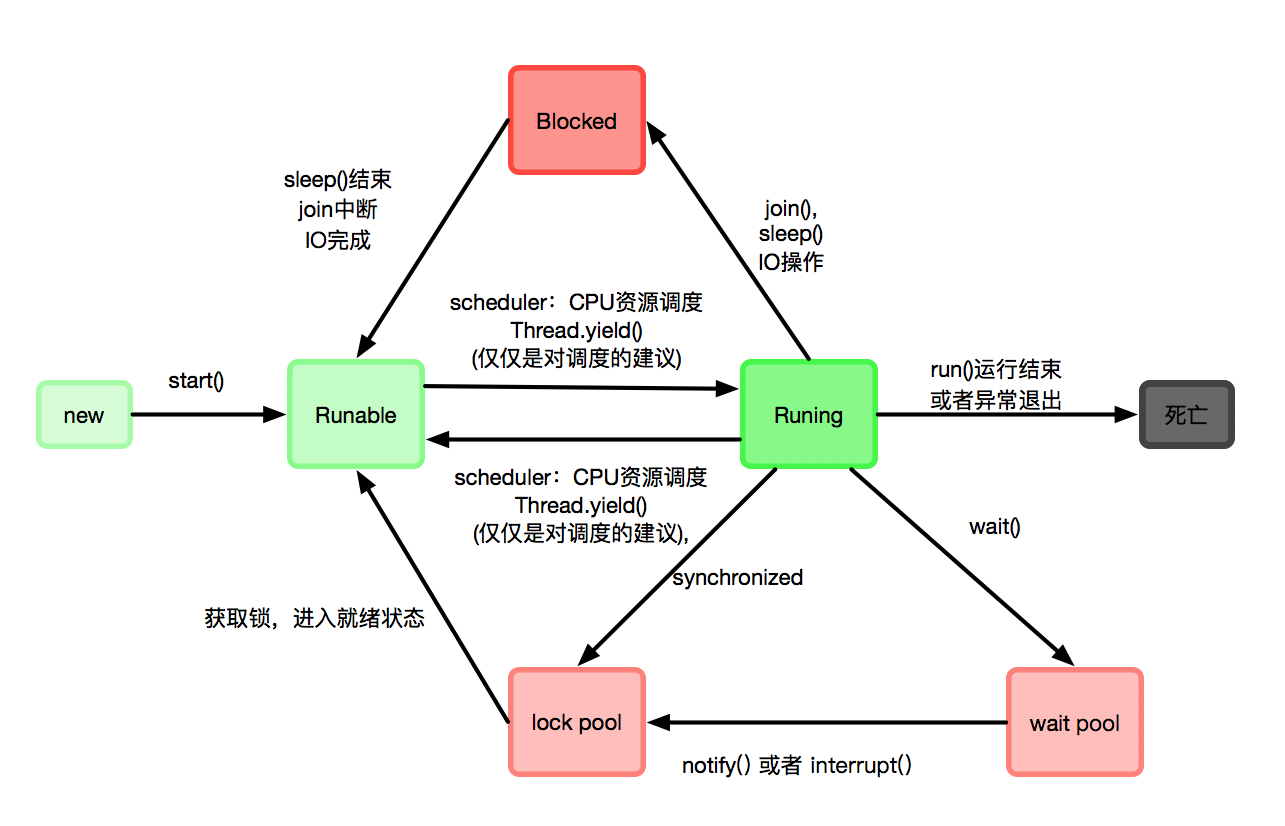 Blocked
sleep()结束
join中断
IO完成
join(),
sleep()
IO操作
scheduler：CPU资源调度
Thread.yield()
(仅仅是对调度的建议)
new
start()
Runable
Runing
run()运行结束
或者异常退出
死亡
scheduler：CPU资源调度
Thread.yield()
(仅仅是对调度的建议),
wait()
synchronized
获取锁，进入就绪状态
lock pool
wait pool
notify() 或者 interrupt()